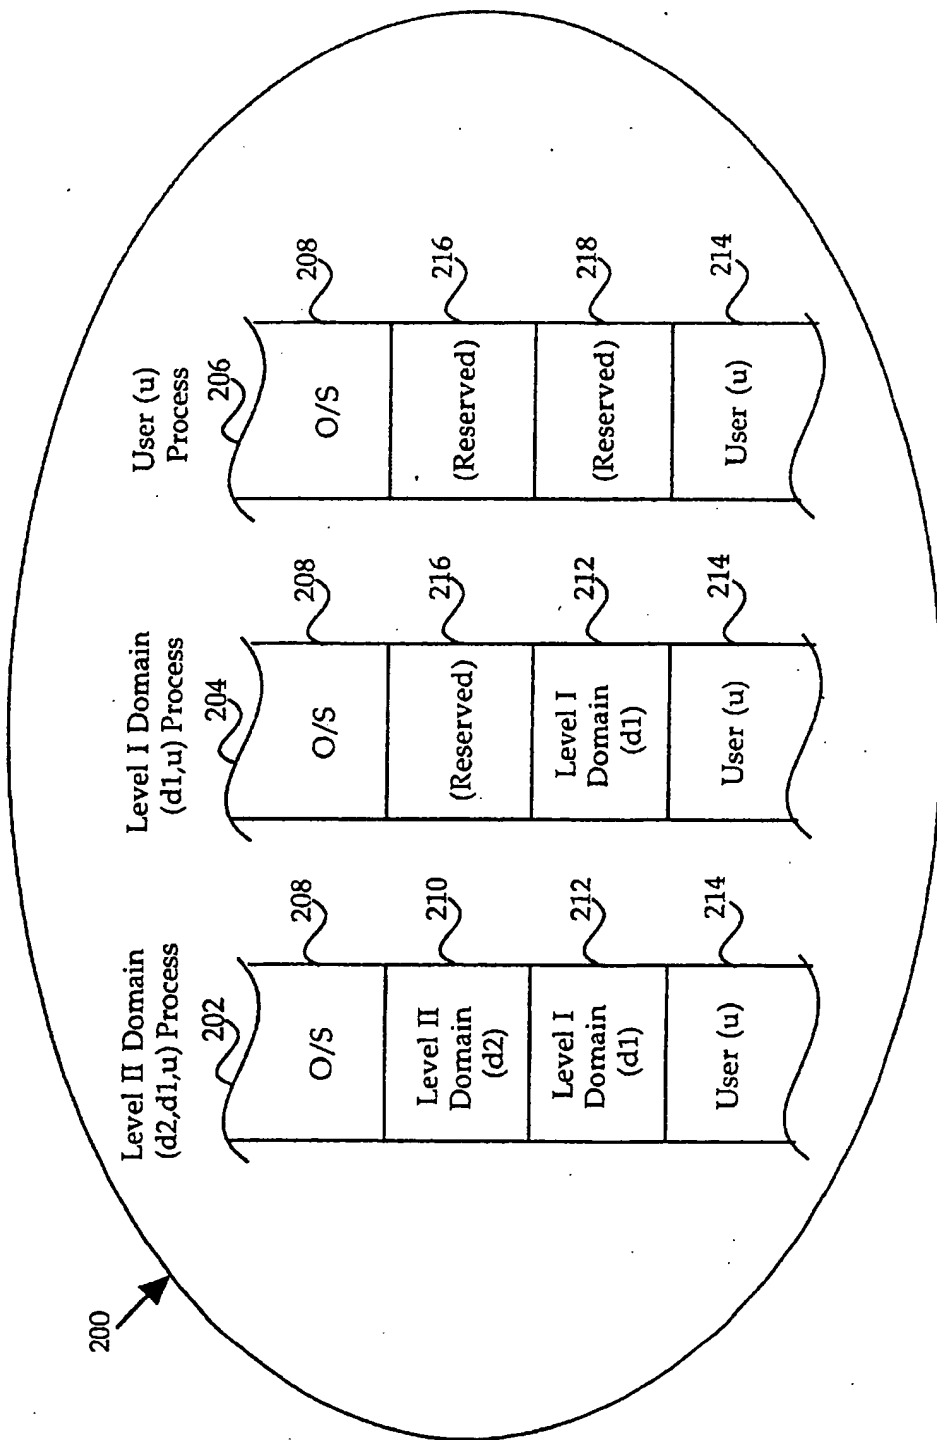 200
Level II Domain
(d2,d1,u) Process
202
O/S
208
Level II
Domain
(d2)
210
Level I
Domain
(d1)
212
User (u)
214
Level I Domain
(d1,u) Process
204
O/S
208
(Reserved)
216
Level I
Domain
(d1)
212
User (u)
214
User (u)
Process
206
O/S
208
(Reserved)
216
(Reserved)
218
User (u)
214